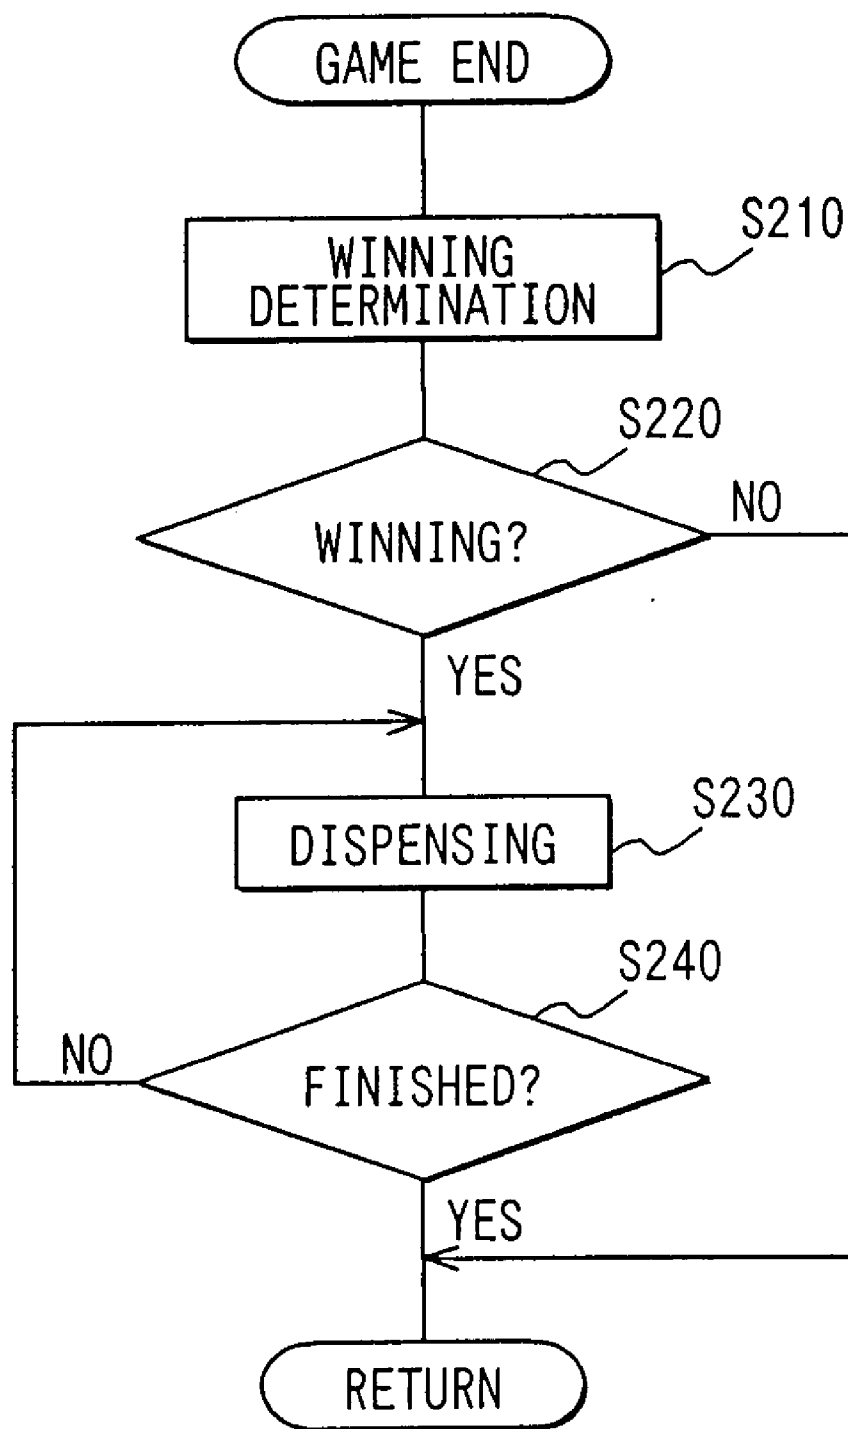 GAME END
S210
WINNING
DETERMINATION
S220
WINNING?
NO
YES
S230
DISPENSING
S240
NO
FINISHED?
YES
RETURN